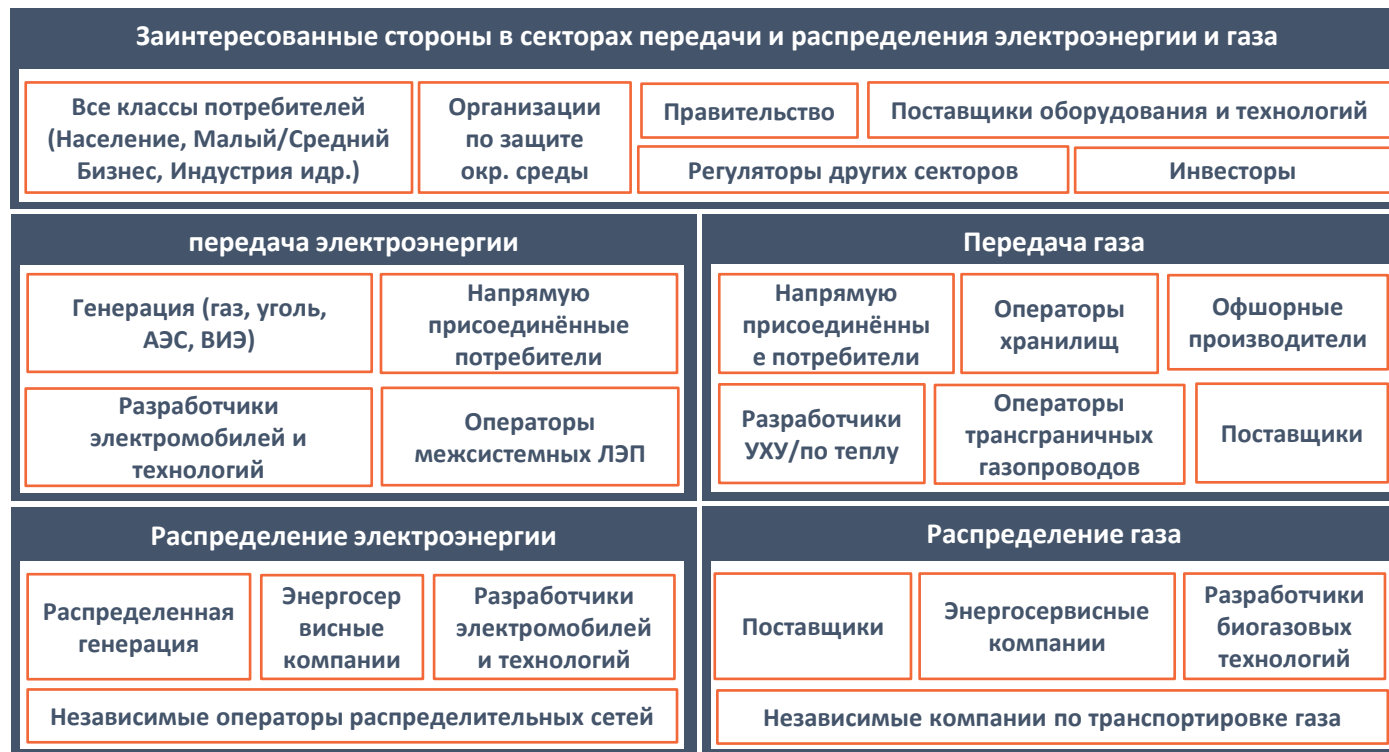 Заинтересованные стороны в секторах передачи и распределения электроэнергии и газа
Все классы потребителей
(Население, Малый/Средний
Бизнес, Индустрия идр.)
Организации
по защите
окр. среды
Правительство
Поставщики оборудования и технологий
Регуляторы других секторов
Инвесторы
передача электроэнергии
Генерация (газ, уголь,
АЭС, ВИЭ)
Напрямую
присоединённые
потребители
Разработчики
электромобилей и
технологий
Операторы
межсистемных ЛЭП
Передача газа
Напрямую
присоединённы
е потребители
Операторы
хранилищ
Офшорные
производители
Разработчики
УХУ/по теплу
Операторы
трансграничных
газопроводов
Поставщики
Распределение электроэнергии
Распределенная
генерация
Энергосер
висные
компании
Разработчики
электромобилей
и технологий
Независимые операторы распределительных сетей
Распределение газа
Поставщики
Энергосервисные
компании
Разработчики
биогазовых
технологий
Независимые компании по транспортировке газа